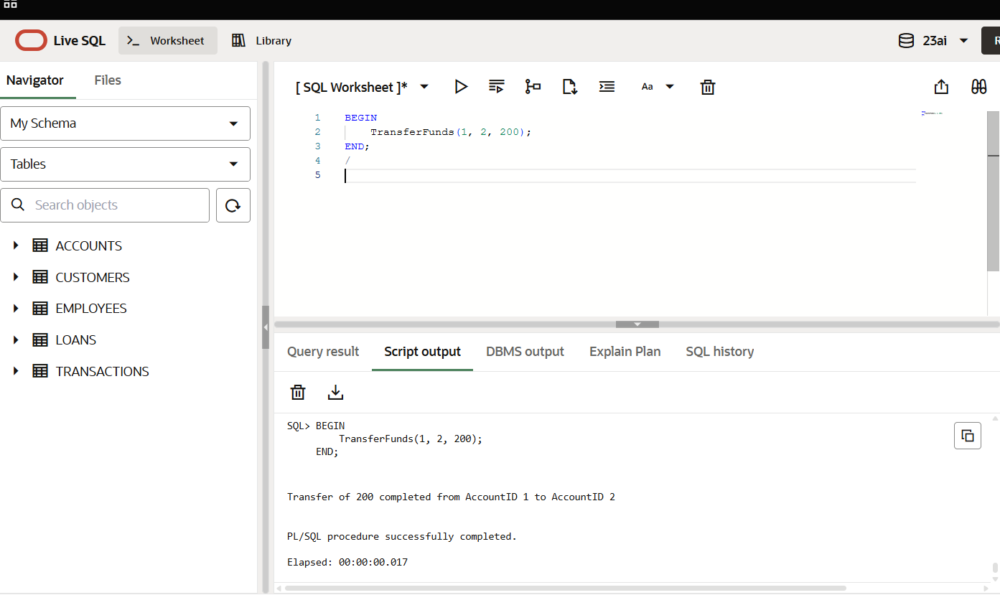 Live SQL
Worksheet
Library
23ai
Navigator
Files
My Schema
Tables
Search objects
ACCOUNTS
CUSTOMERS
EMPLOYEES
LOANS
TRANSACTIONS
[ SQL Worksheet ]*
Aa
1 BEGIN
2 TransferFunds(1, 2, 200);
3 END;
4 /
5
Query result
Script output
DBMS output
Explain Plan
SQL history
SQL> BEGIN
TransferFunds(1, 2, 200);
END;
Transfer of 200 completed from AccountID 1 to AccountID 2
PL/SQL procedure successfully completed.
Elapsed: 00:00:00.017